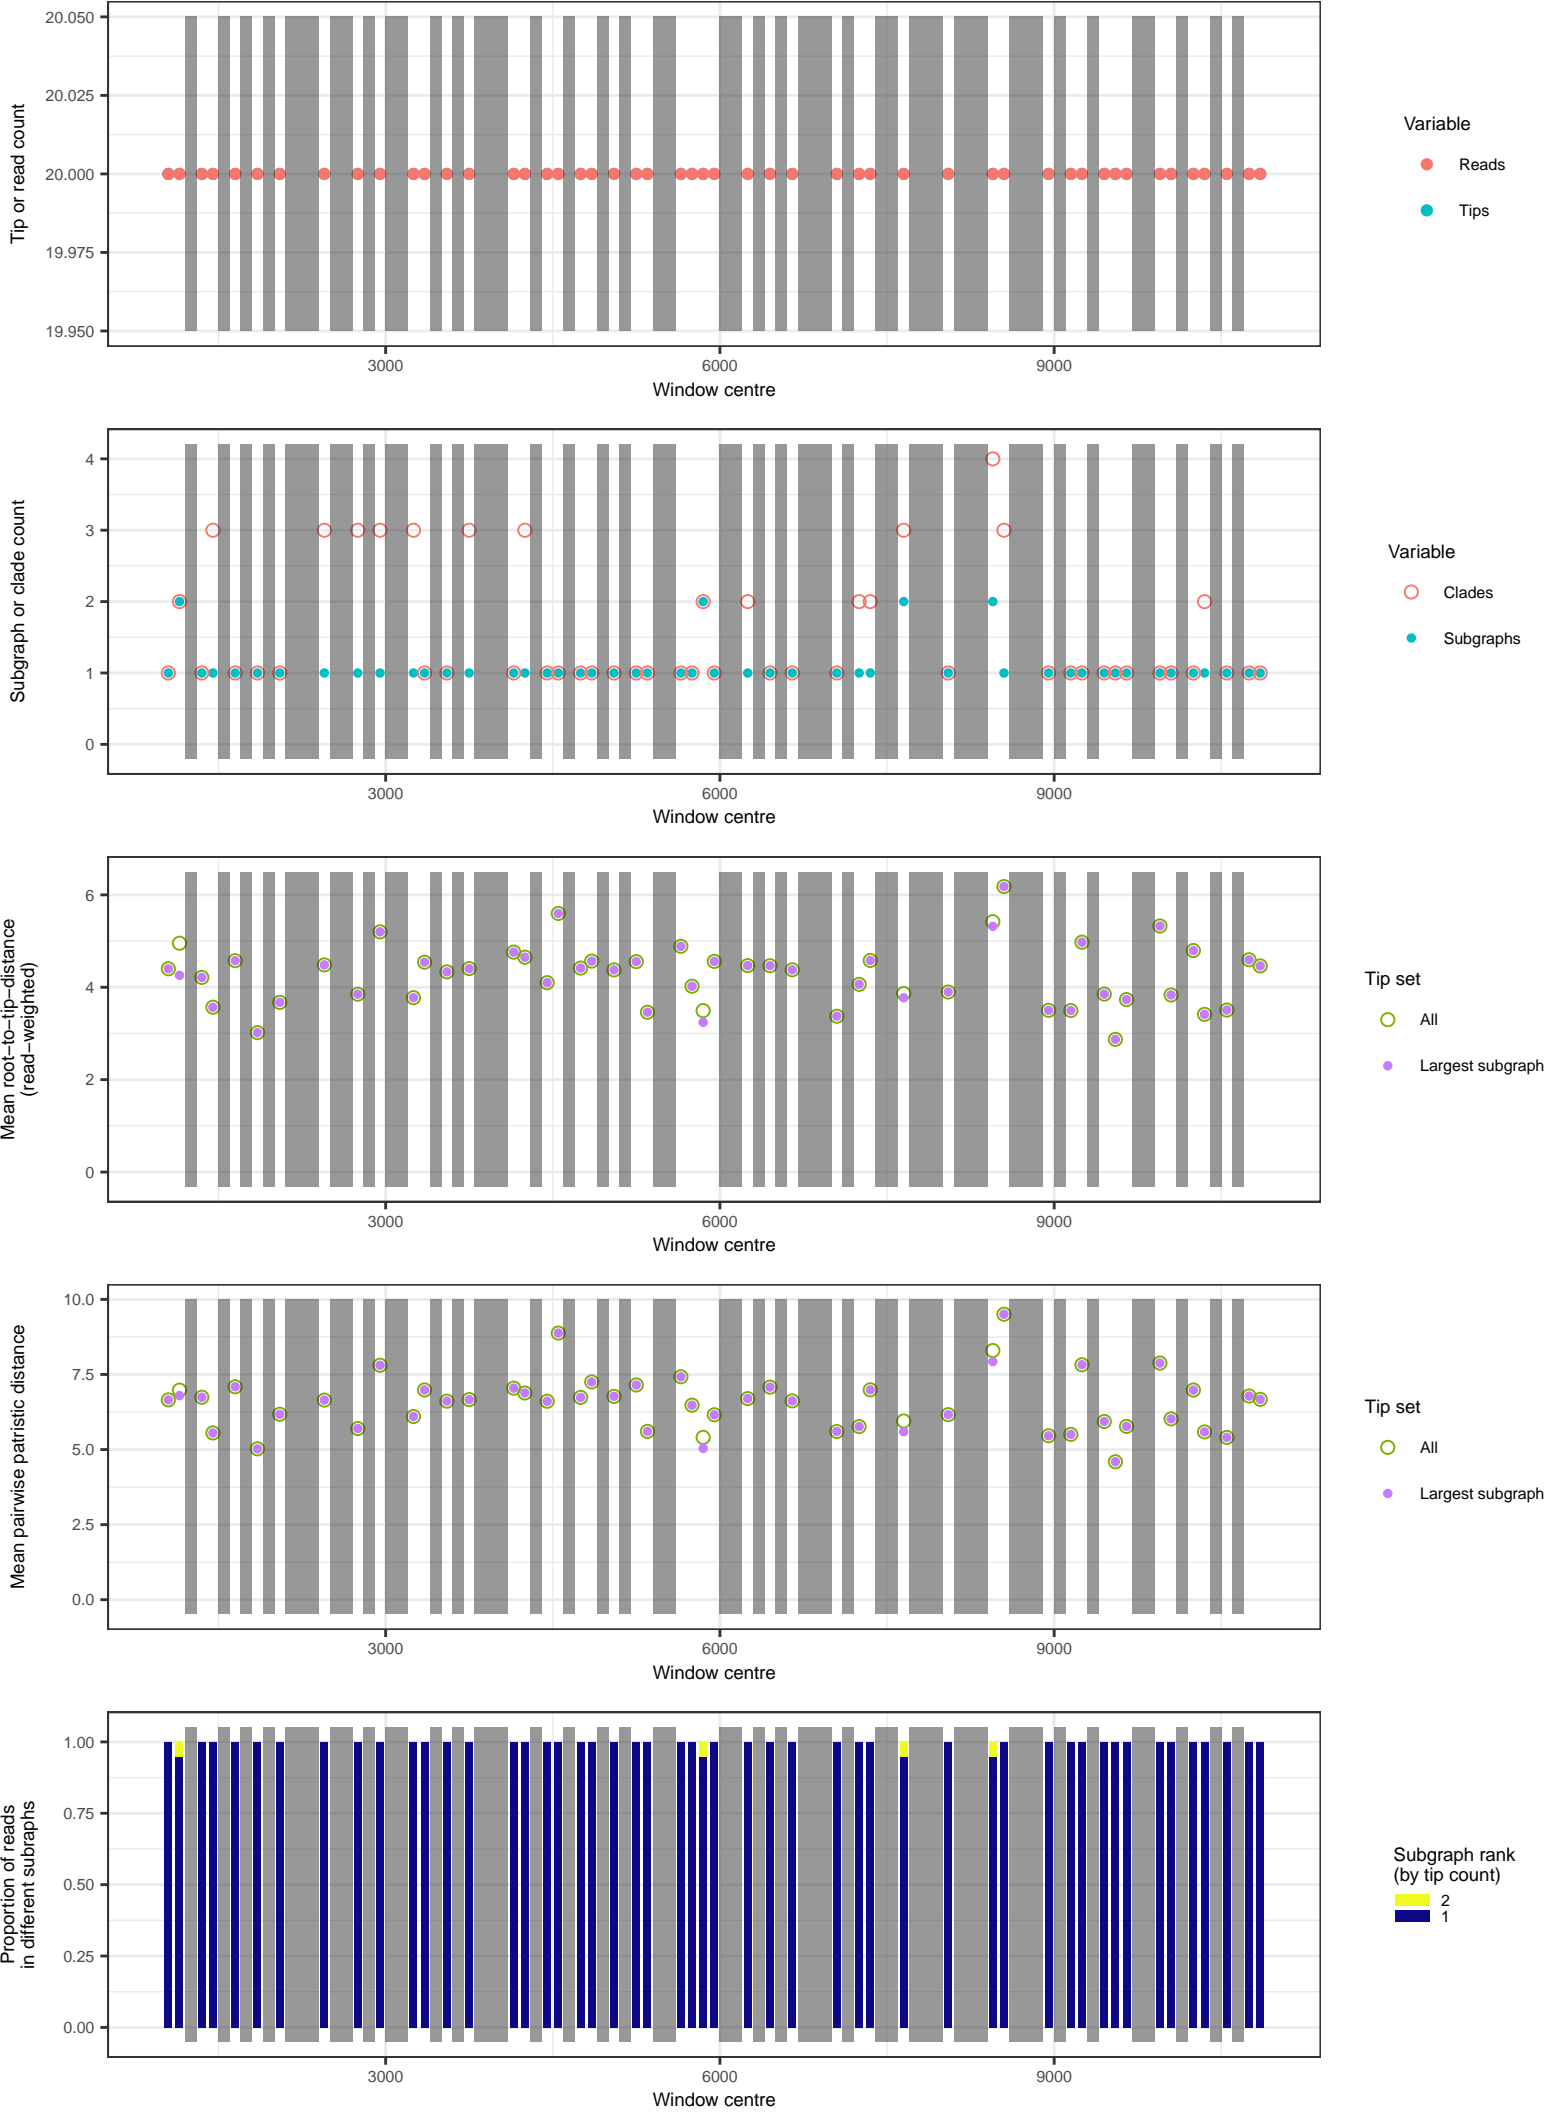 Tip or read count
20.050
20.025
20.000
19.975
19.950
3000
6000
9000
Window centre
Variable
Reads
Tips
Subgraph or clade count
4
3
2
1
0
3000
6000
9000
Window centre
Variable
Clades
Subgraphs
Mean root−to−tip−distance
(read−weighted)
6
4
2
0
3000
6000
9000
Window centre
Tip set
All
Largest subgraph
Mean pairwise patristic distance
10.0
7.5
5.0
2.5
0.0
3000
6000
9000
Window centre
Tip set
All
Largest subgraph
Proportion of reads
in different subraphs
1.00
0.75
0.50
0.25
0.00
3000
6000
9000
Window centre
Subgraph rank
(by tip count)
2
1